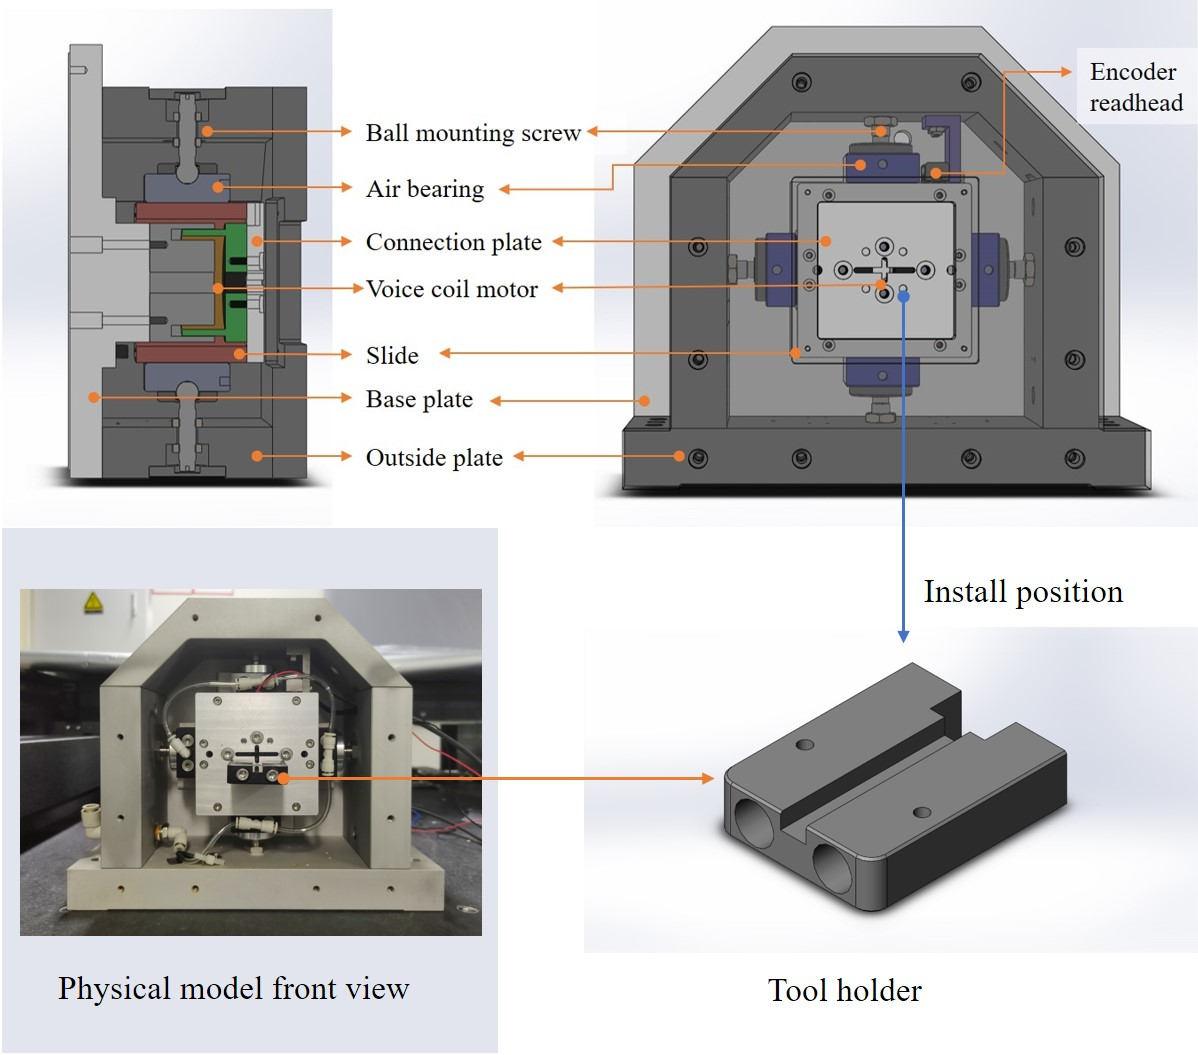 Encoder
readhead
Ball mounting screw
Air bearing
Connection plate
Voice coil motor
Slide
Base plate
Outside plate
Install position
Physical model front view
Tool holder